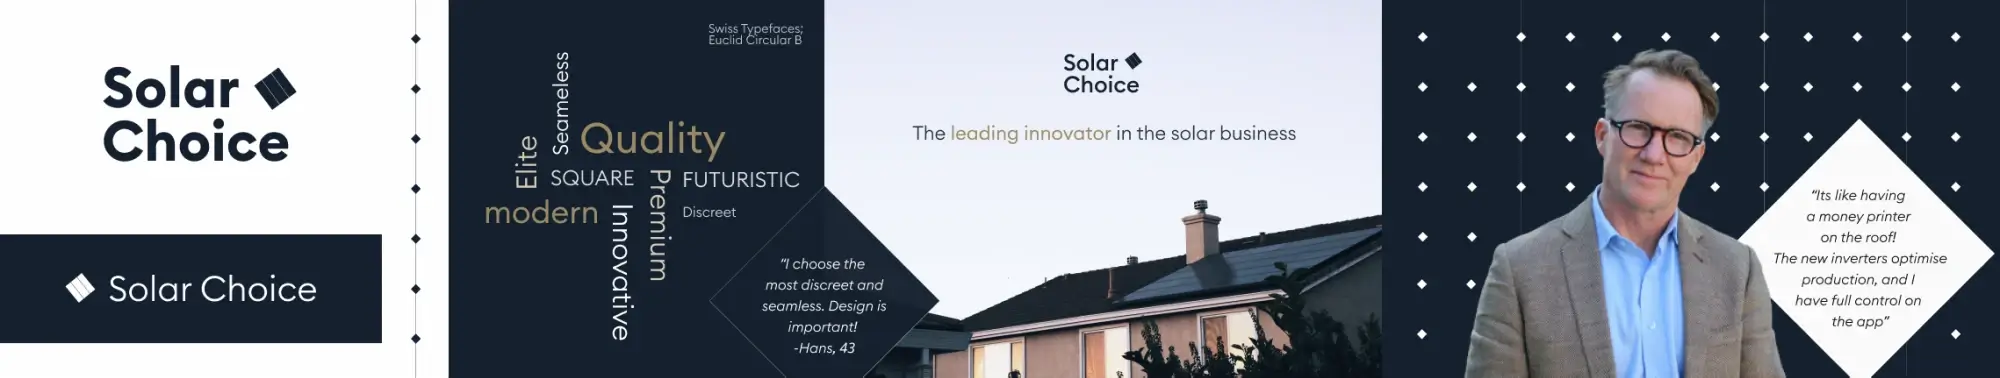 Solar
Choice
Solar Choice
Swiss Typefaces;
Euclid Circular B
Seamless
Elite
Quality
SQUARE
Premium
FUTURISTIC
modern
Innovative
Discreet
“I choose the
most discreet and
seamless. Design is
important!
-Hans, 43
Solar
Choice
The leading innovator in the solar business
“Its like having
a money printer
on the roof!
The new inverters optimise
production, and I
have full control on
the app”